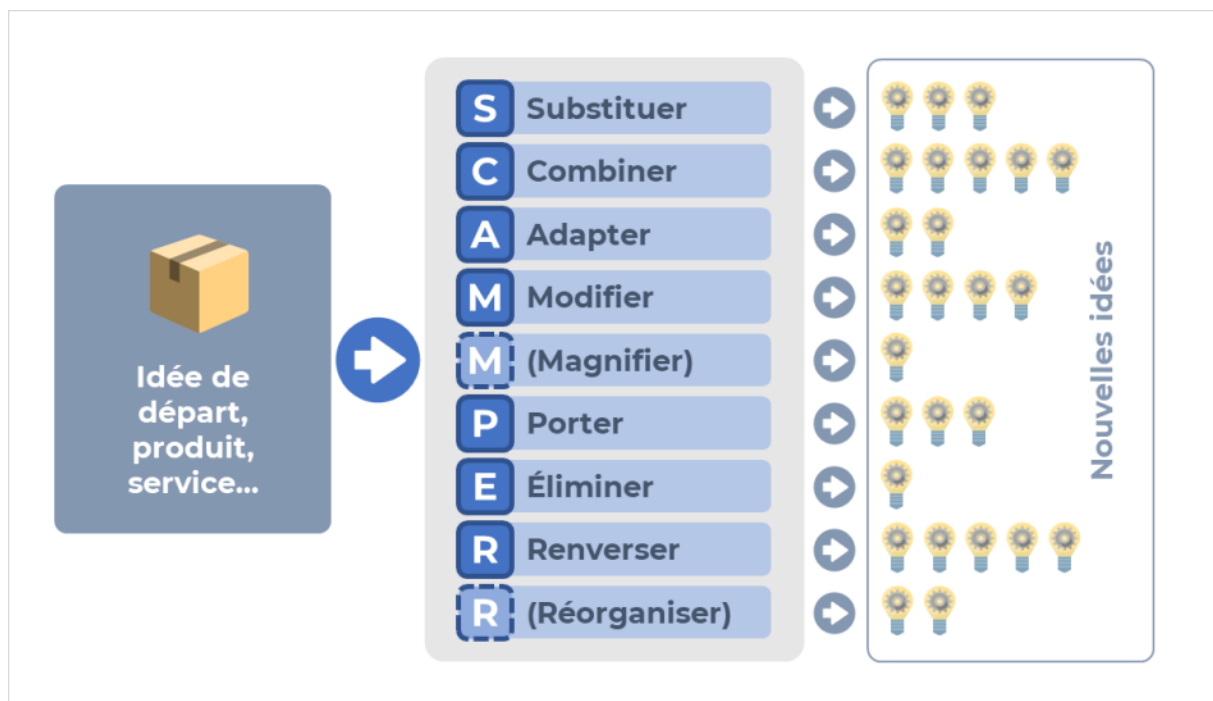 Idée de
départ,
produit,
service...
S Substituer
C Combiner
A Adapter
M Modifier
M (Magnifier)
P Porter
E Éliminer
R Renverser
R (Réorganiser)
Nouvelles idées